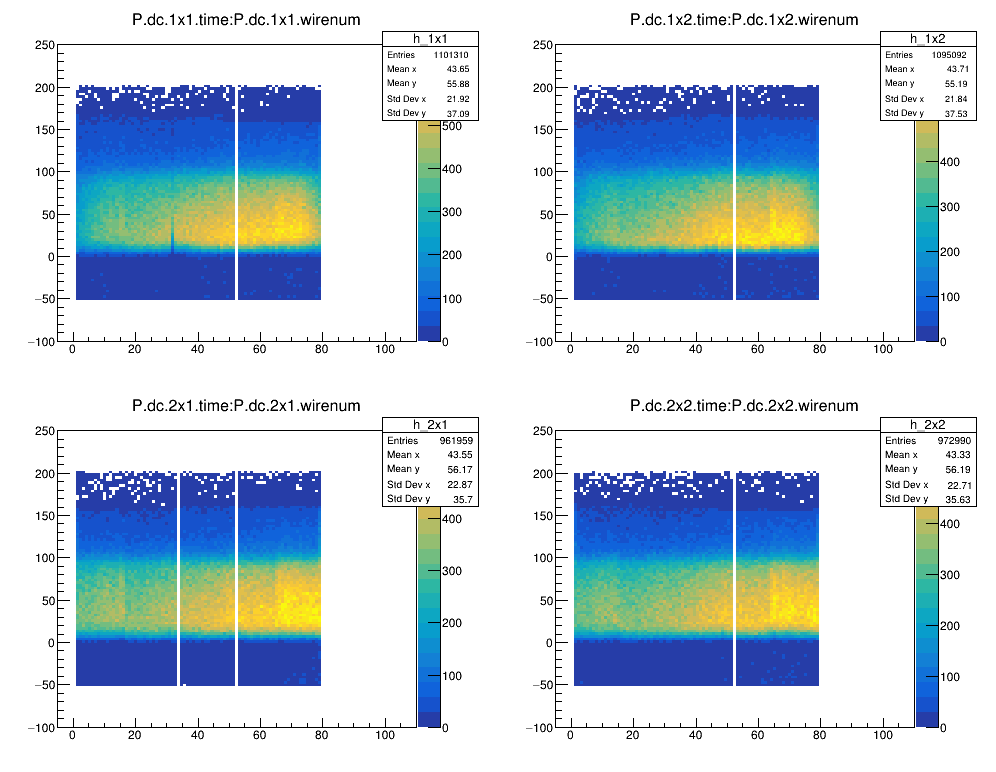 P.dc.1x1.time:P.dc.1x1.wirenum
h_1x1
Entries 1101310
Mean x 43.65
Mean y 55.88
Std Dev x 21.92
Std Dev y 37.09
250
200
150
100
50
0
−50
−100
0 20 40 60 80 100
500
400
300
200
100
0
P.dc.1x2.time:P.dc.1x2.wirenum
h_1x2
Entries 1095092
Mean x 43.71
Mean y 55.19
Std Dev x 21.84
Std Dev y 37.53
250
200
150
100
50
0
−50
−100
0 20 40 60 80 100
400
300
200
100
0
P.dc.2x1.time:P.dc.2x1.wirenum
h_2x1
Entries 961959
Mean x 43.55
Mean y 56.17
Std Dev x 22.87
Std Dev y 35.7
250
200
150
100
50
0
−50
−100
0 20 40 60 80 100
400
300
200
100
0
P.dc.2x2.time:P.dc.2x2.wirenum
h_2x2
Entries 972990
Mean x 43.33
Mean y 56.19
Std Dev x 22.71
Std Dev y 35.63
250
200
150
100
50
0
−50
−100
0 20 40 60 80 100
400
300
200
100
0